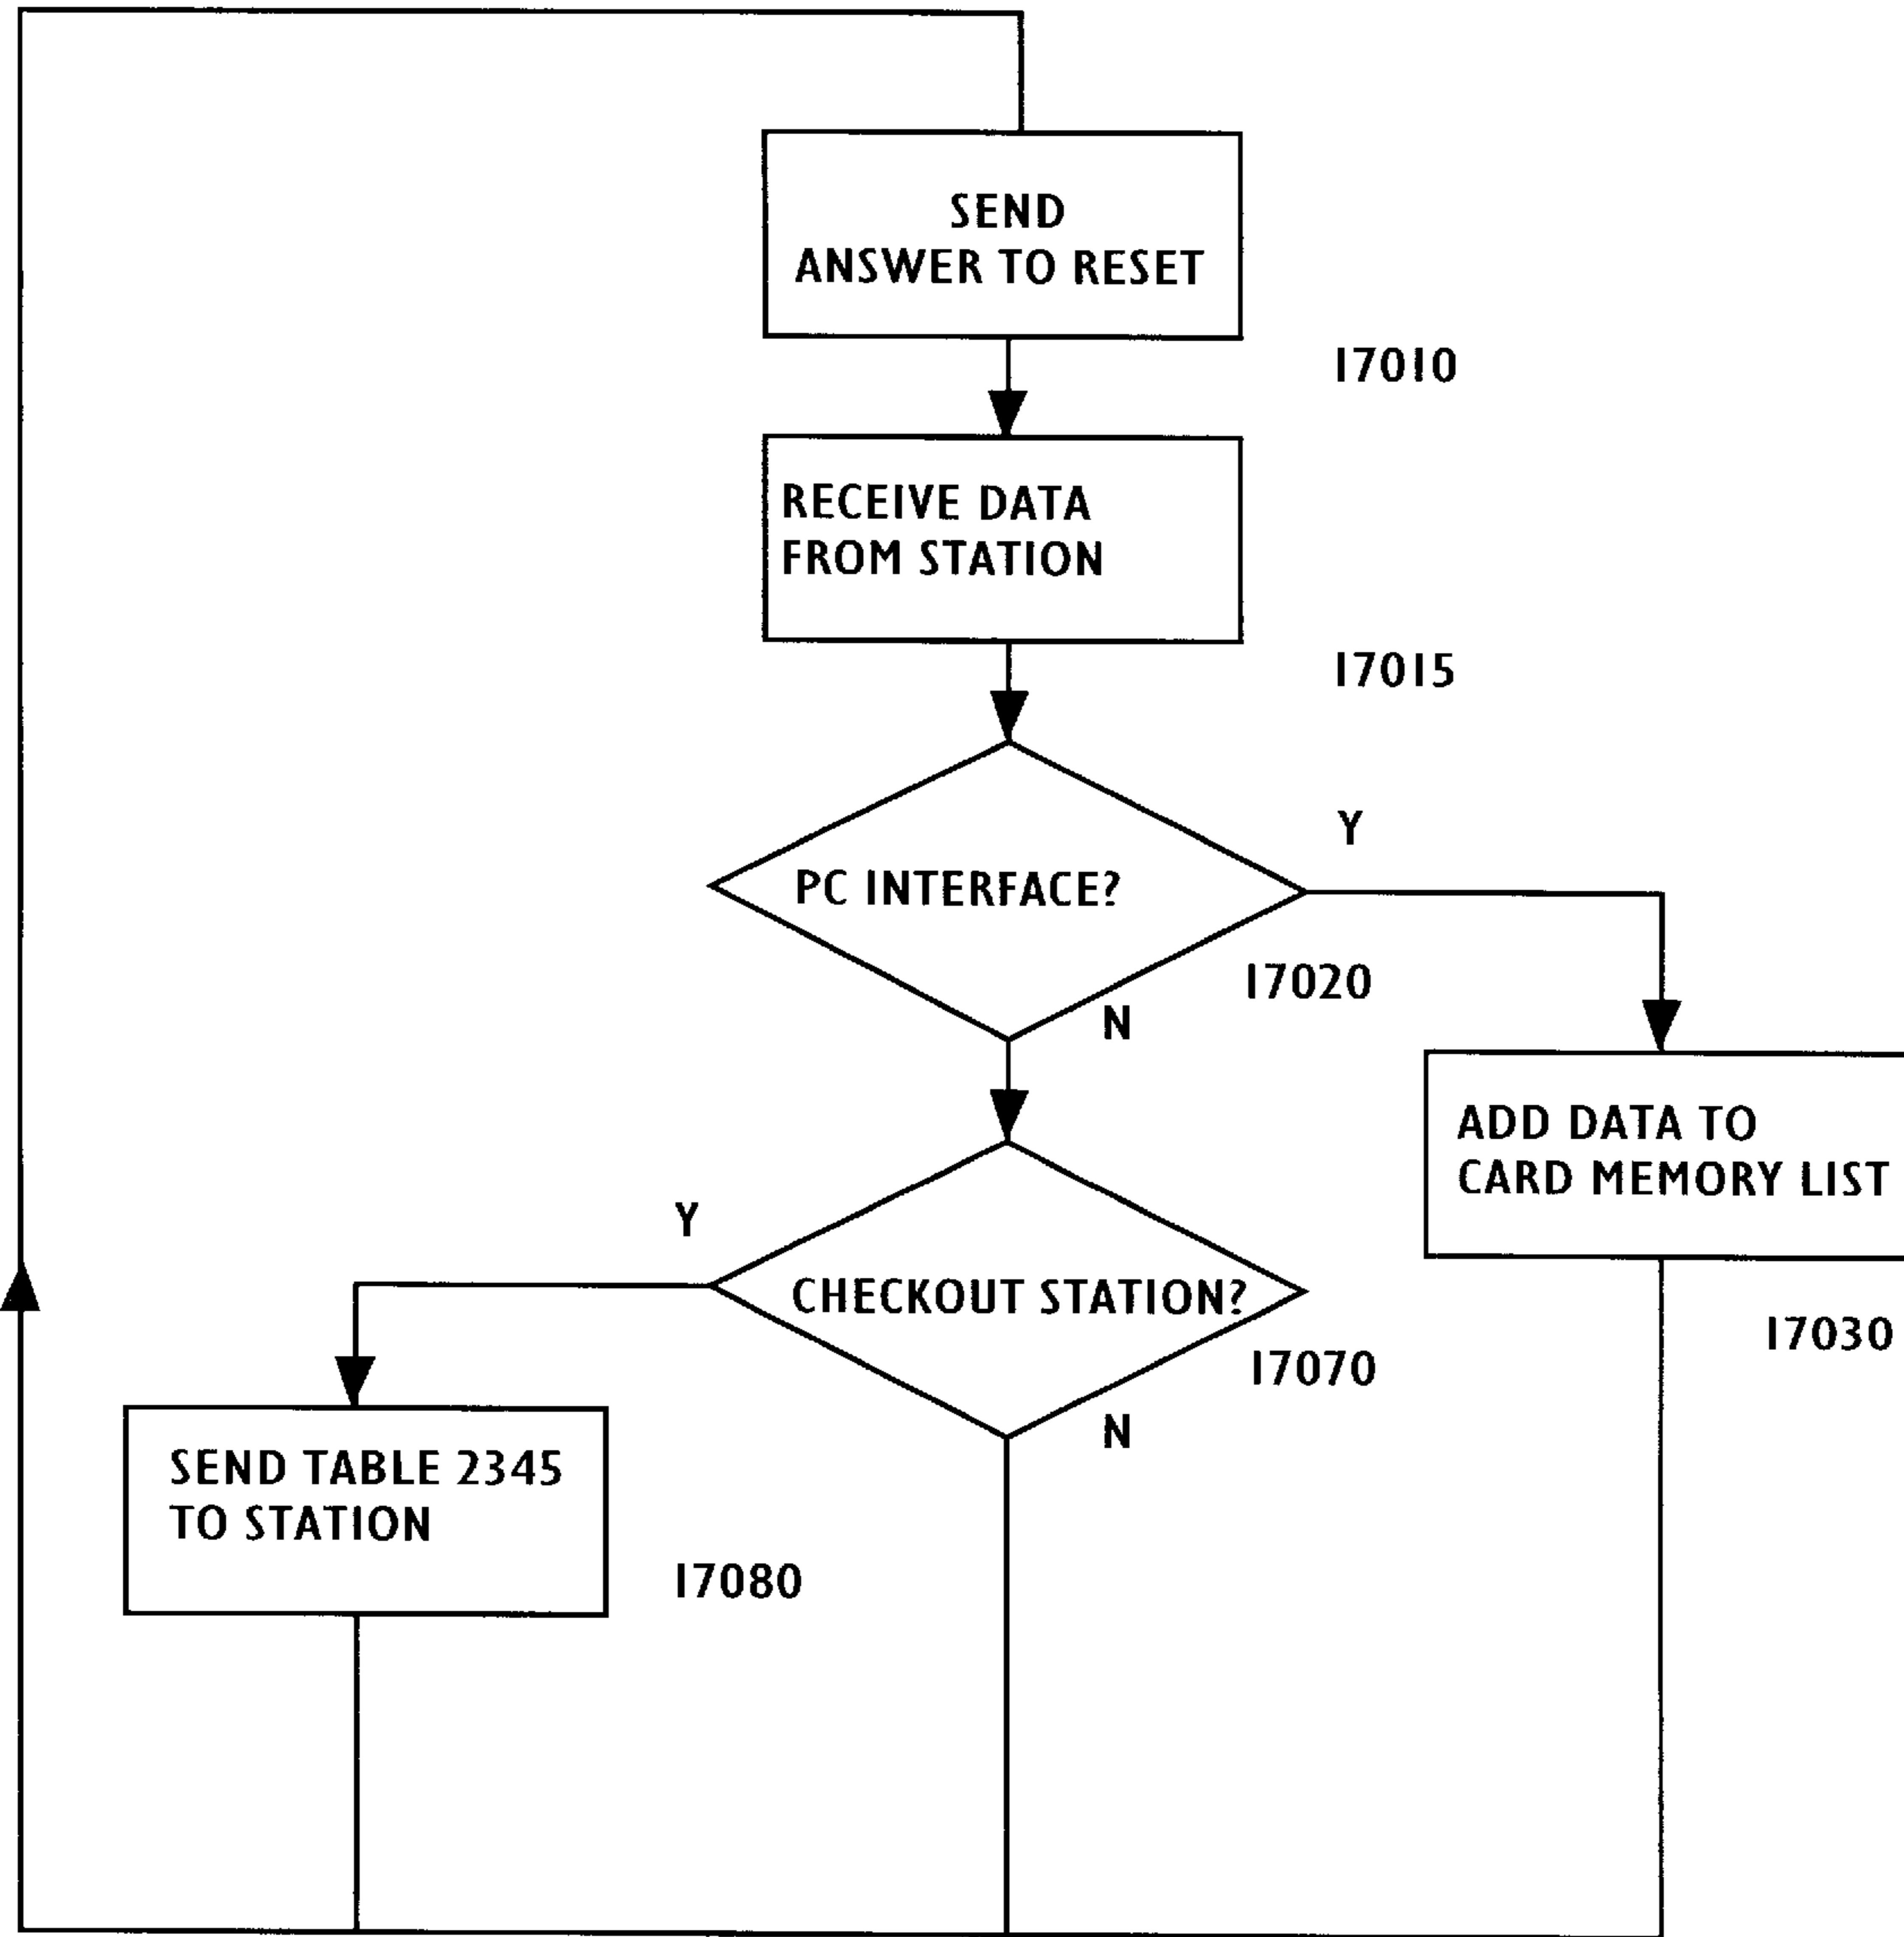 SEND
ANSWER TO RESET
17010
RECEIVE DATA
FROM STATION
17015
Y
PC INTERFACE?
17020
N
ADD DATA TO
CARD MEMORY LIST
17030
Y
CHECKOUT STATION?
17070
N
SEND TABLE 2345
TO STATION
17080